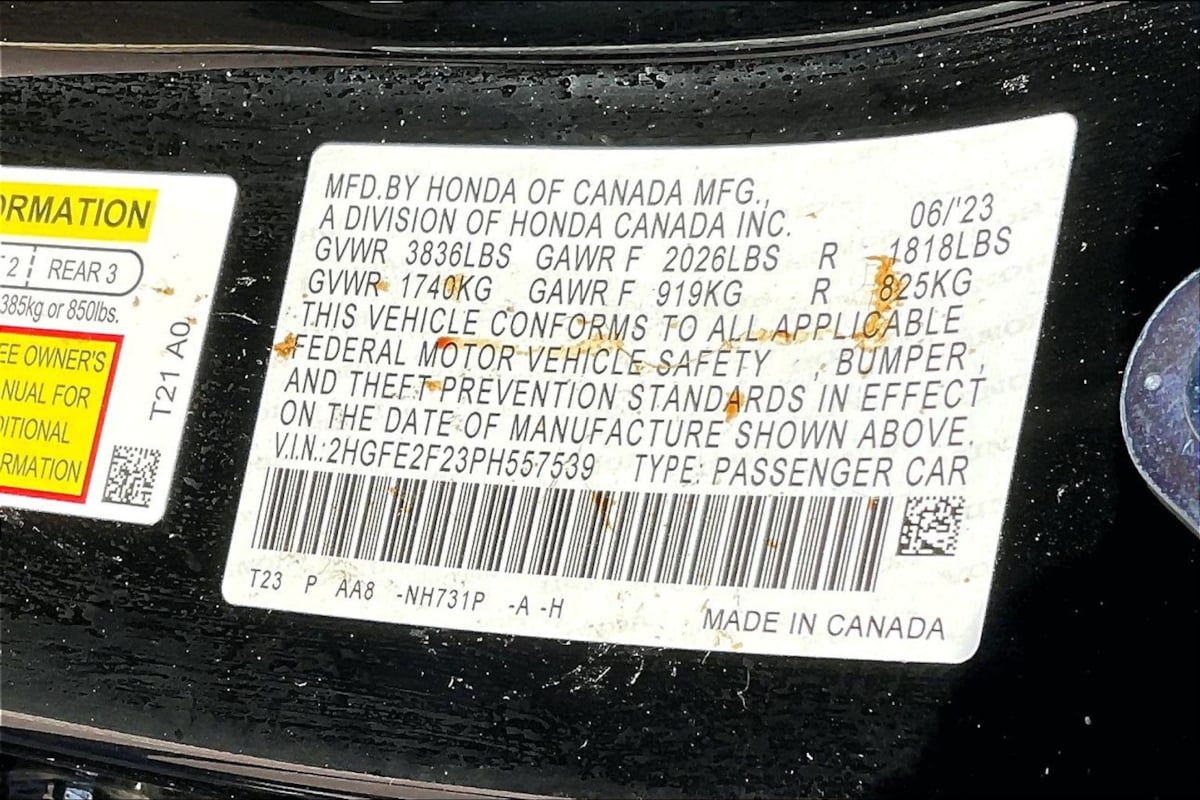 ORMATION
2 REAR 3
385kg or 850lbs.
EE OWNER'S
NUAL FOR
DITIONAL
RMATION
T21 A0
MFD.BY HONDA OF CANADA MFG.,
A DIVISION OF HONDA CANADA INC. 06/'23
GVWR 3836LBS GAWR F 2026LBS R 1818LBS
GVWR 1740KG GAWR F 919KG R 825KG
THIS VEHICLE CONFORMS TO ALL APPLICABLE
FEDERAL MOTOR VEHICLE SAFETY , BUMPER,
AND THEFT PREVENTION STANDARDS IN EFFECT
ON THE DATE OF MANUFACTURE SHOWN ABOVE.
V.I.N.:2HGFE2F23PH557539 TYPE: PASSENGER CAR
T23 P AA8 -NH731P -A -H
MADE IN CANADA